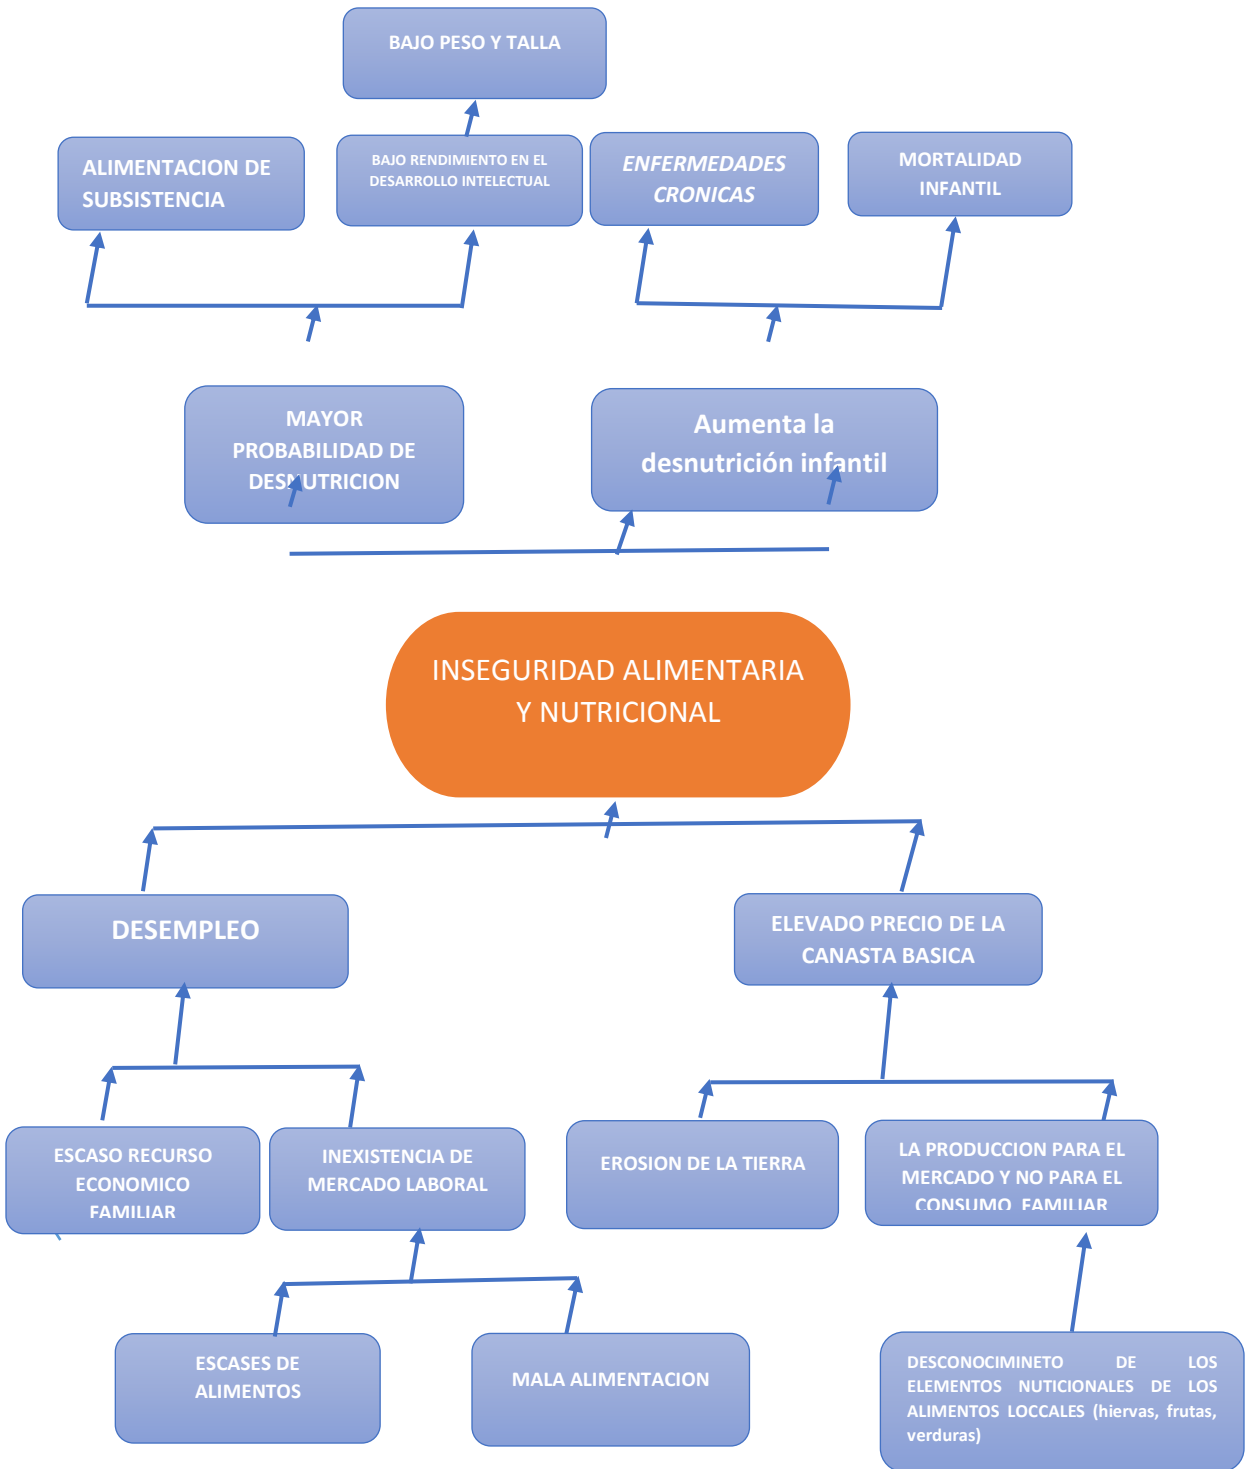 BAJO PESO Y TALLA
ALIMENTACION DE
SUBSISTENCIA
BAJO RENDIMIENTO EN EL
DESARROLLO INTELECTUAL
ENFERMEDADES
CRONICAS
MORTALIDAD
INFANTIL
MAYOR
PROBABILIDAD DE
DESNUTRICION
Aumenta la
desnutrición infantil
INSEGURIDAD ALIMENTARIA
Y NUTRICIONAL
DESEMPLEO
ELEVADO PRECIO DE LA
CANASTA BASICA
ESCASO RECURSO
ECONOMICO
FAMILIAR
INEXISTENCIA DE
MERCADO LABORAL
EROSION DE LA TIERRA
LA PRODUCCION PARA EL
MERCADO Y NO PARA EL
CONSUMO FAMILIAR
ESCASES DE
ALIMENTOS
MALA ALIMENTACION
DESCONOCIMINETO DE LOS
ELEMENTOS NUTICIONALES DE LOS
ALIMENTOS LOCCALES (hiervas, frutas,
verduras)